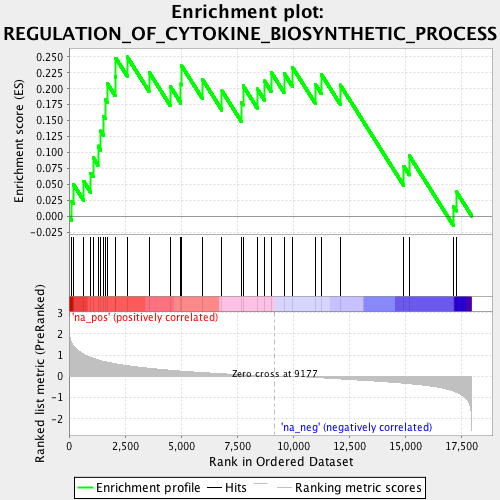 Enrichment plot:
REGULATION_OF_CYTOKINE_BIOSYNTHETIC_PROCESS
Enrichment score (ES)
0.250
0.225
0.200
0.175
0.150
0.125
0.100
0.075
0.050
0.025
0.000
-0.025
'na_pos' (positively correlated)
Ranked list metric (PreRanked)
3
2
1
0
-1
-2
Zero cross at 9177
'na_neg' (negatively correlated)
0
2,500
5,000
7,500
10,000
12,500
15,000
17,500
Rank in Ordered Dataset
Enrichment profile
Hits
Ranking metric scores